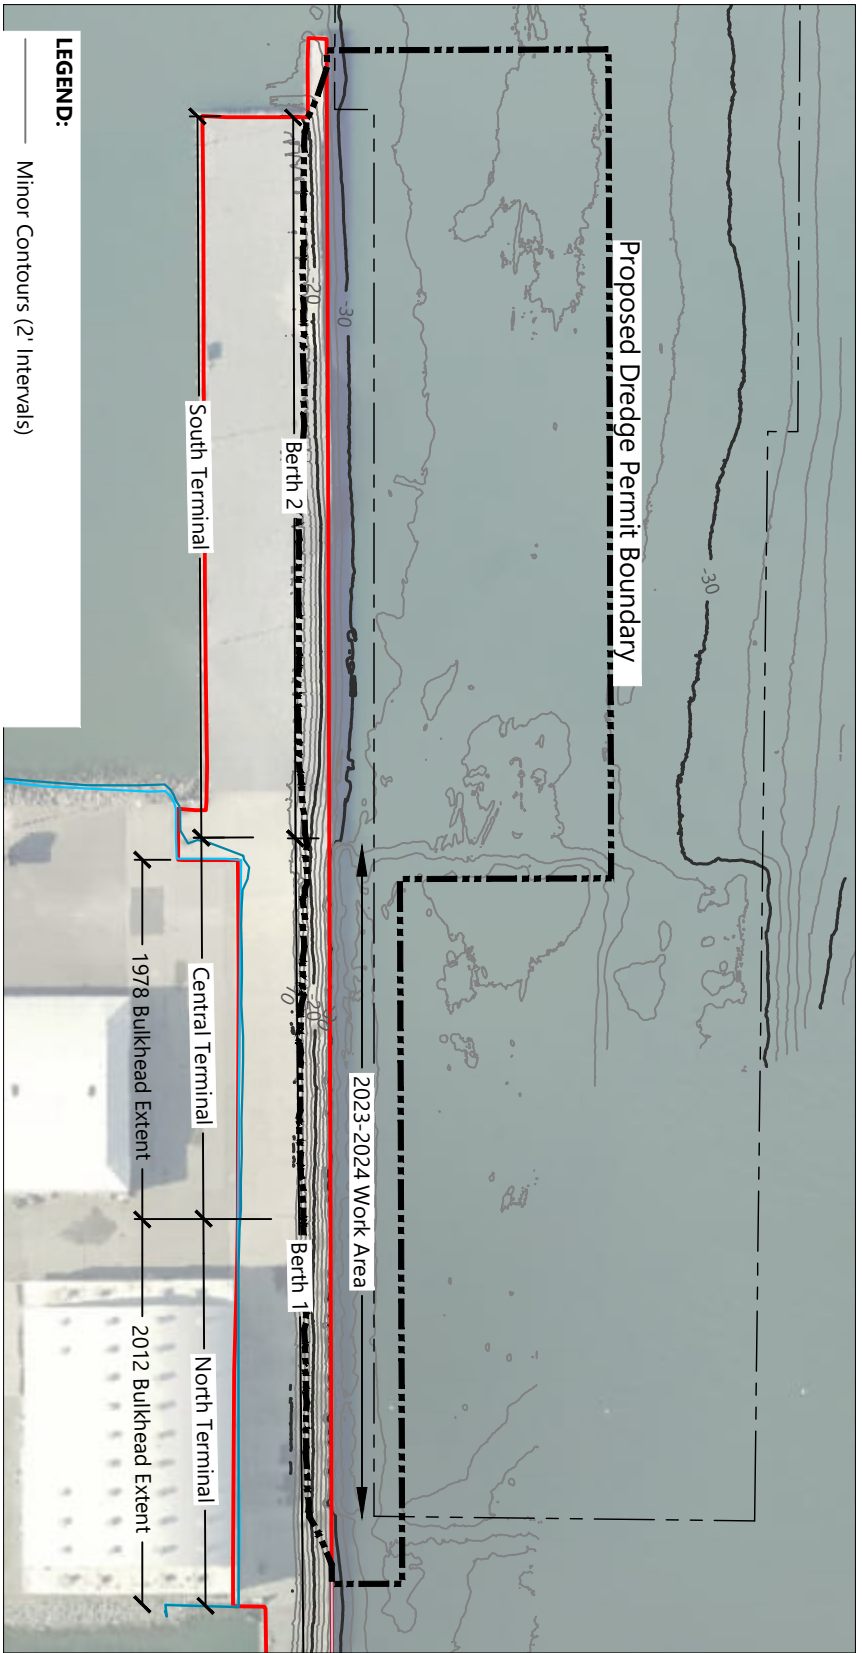 Proposed Dredge Permit Boundary
-30
-30
-20
South Terminal
Berth 2
2023-2024 Work Area
-20
Central Terminal
1978 Bulkhead Extent
Berth 1
North Terminal
2012 Bulkhead Extent
LEGEND:
Minor Contours (2' Intervals)